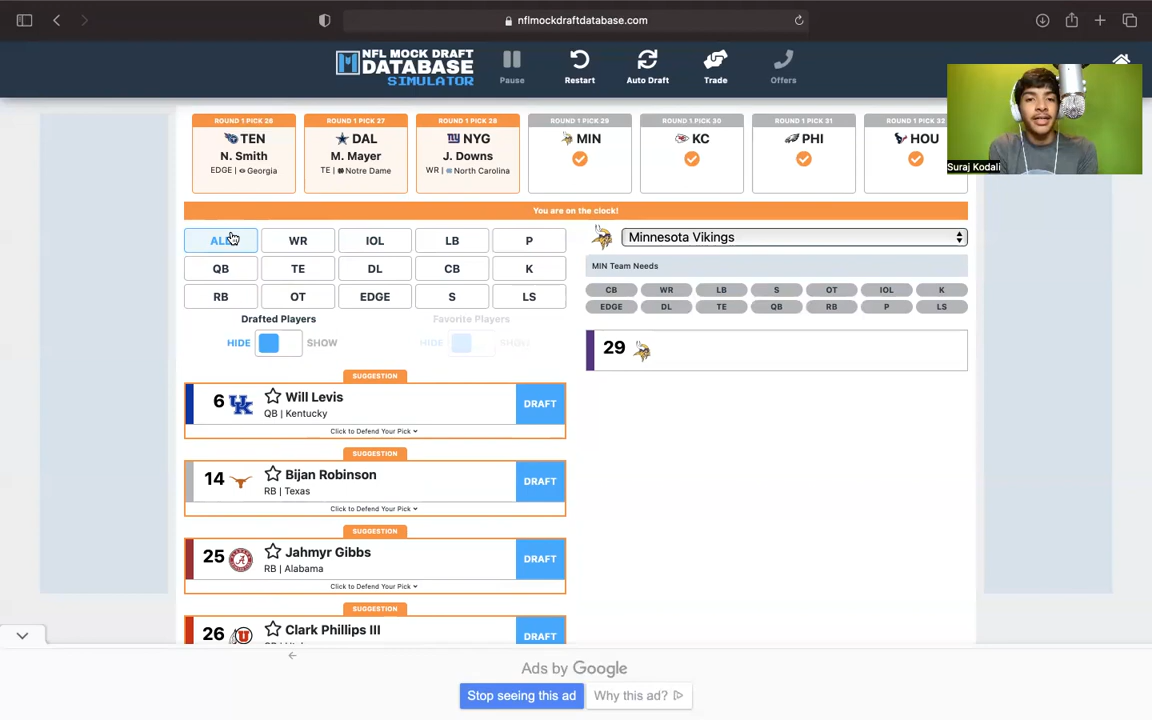 nflmockdraftdatabase.com
NFL MOCK DRAFT
DATABASE
SIMULATOR
Pause
Restart
Auto Draft
Trade
Offers
ROUND 1 PICK 26
TEN
N. Smith
EDGE | Georgia
ROUND 1 PICK 27
DAL
M. Mayer
TE | Notre Dame
ROUND 1 PICK 28
NYG
J. Downs
WR | North Carolina
ROUND 1 PICK 29
MIN
ROUND 1 PICK 30
KC
ROUND 1 PICK 31
PHI
ROUND 1 PICK 32
HOU
Suraj Kodali
You are on the clock!
ALL WR IOL LB P
QB TE DL CB K
RB OT EDGE S LS
Drafted Players
HIDE SHOW
Favorite Players
HIDE SHOW
Minnesota Vikings
MIN Team Needs
CB WR LB S OT IOL K
EDGE DL TE QB RB P LS
29
SUGGESTION
6 Will Levis
QB | Kentucky
DRAFT
Click to Defend Your Pick
SUGGESTION
14 Bijan Robinson
RB | Texas
DRAFT
Click to Defend Your Pick
SUGGESTION
25 Jahmyr Gibbs
RB | Alabama
DRAFT
Click to Defend Your Pick
SUGGESTION
26 Clark Phillips III
DRAFT
Ads by Google
Stop seeing this ad
Why this ad?